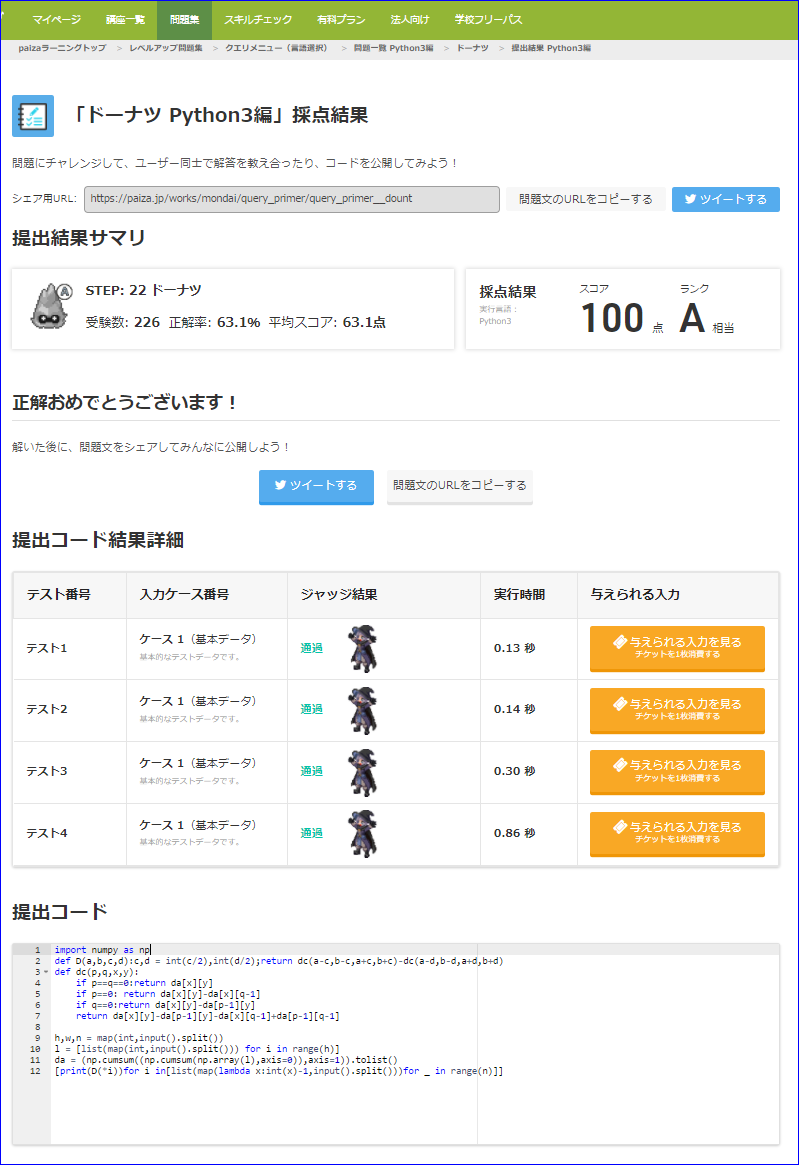 マイページ 講座一覧 問題集 スキルチェック 有料プラン 法人向け 学校フリーパス
paizaラーニングトップ > レベルアップ問題集 > クエリメニュー（言語選択） > 問題一覧 Python3編 > ドーナツ > 提出結果 Python3編
「ドーナツ Python3編」採点結果
問題にチャレンジして、ユーザー同士で解答を教え合ったり、コードを公開してみよう！
シェア用URL: https://paiza.jp/works/mondai/query_primer/query_primer__dount 問題文のURLをコピーする ツイートする
提出結果サマリ
A
STEP: 22 ドーナツ
受験数: 226 正解率: 63.1% 平均スコア: 63.1点
採点結果 スコア ランク
実行言語：
Python3
100 点 A 相当
正解おめでとうございます！
解いた後に、問題文をシェアしてみんなに公開しよう！
ツイートする 問題文のURLをコピーする
提出コード結果詳細
テスト番号 入力ケース番号 ジャッジ結果 実行時間 与えられる入力
テスト1 ケース 1（基本データ） 通過 0.13 秒 与えられる入力を見る
基本的なテストデータです。 チケットを1枚消費する
テスト2 ケース 1（基本データ） 通過 0.14 秒 与えられる入力を見る
基本的なテストデータです。 チケットを1枚消費する
テスト3 ケース 1（基本データ） 通過 0.30 秒 与えられる入力を見る
基本的なテストデータです。 チケットを1枚消費する
テスト4 ケース 1（基本データ） 通過 0.86 秒 与えられる入力を見る
基本的なテストデータです。 チケットを1枚消費する
提出コード
1 import numpy as np
2 def D(a,b,c,d):c,d = int(c/2),int(d/2);return dc(a-c,b-c,a+c,b+c)-dc(a-d,b-d,a+d,b+d)
3 def dc(p,q,x,y):
4     if p==q==0:return da[x][y]
5     if p==0: return da[x][y]-da[x][q-1]
6     if q==0:return da[x][y]-da[p-1][y]
7     return da[x][y]-da[p-1][y]-da[x][q-1]+da[p-1][q-1]
8
9 h,w,n = map(int,input().split())
10 l = [list(map(int,input().split())) for i in range(h)]
11 da = (np.cumsum((np.cumsum(np.array(l),axis=0)),axis=1)).tolist()
12 [print(D(*i))for i in[list(map(lambda x:int(x)-1,input().split()))for _ in range(n)]]